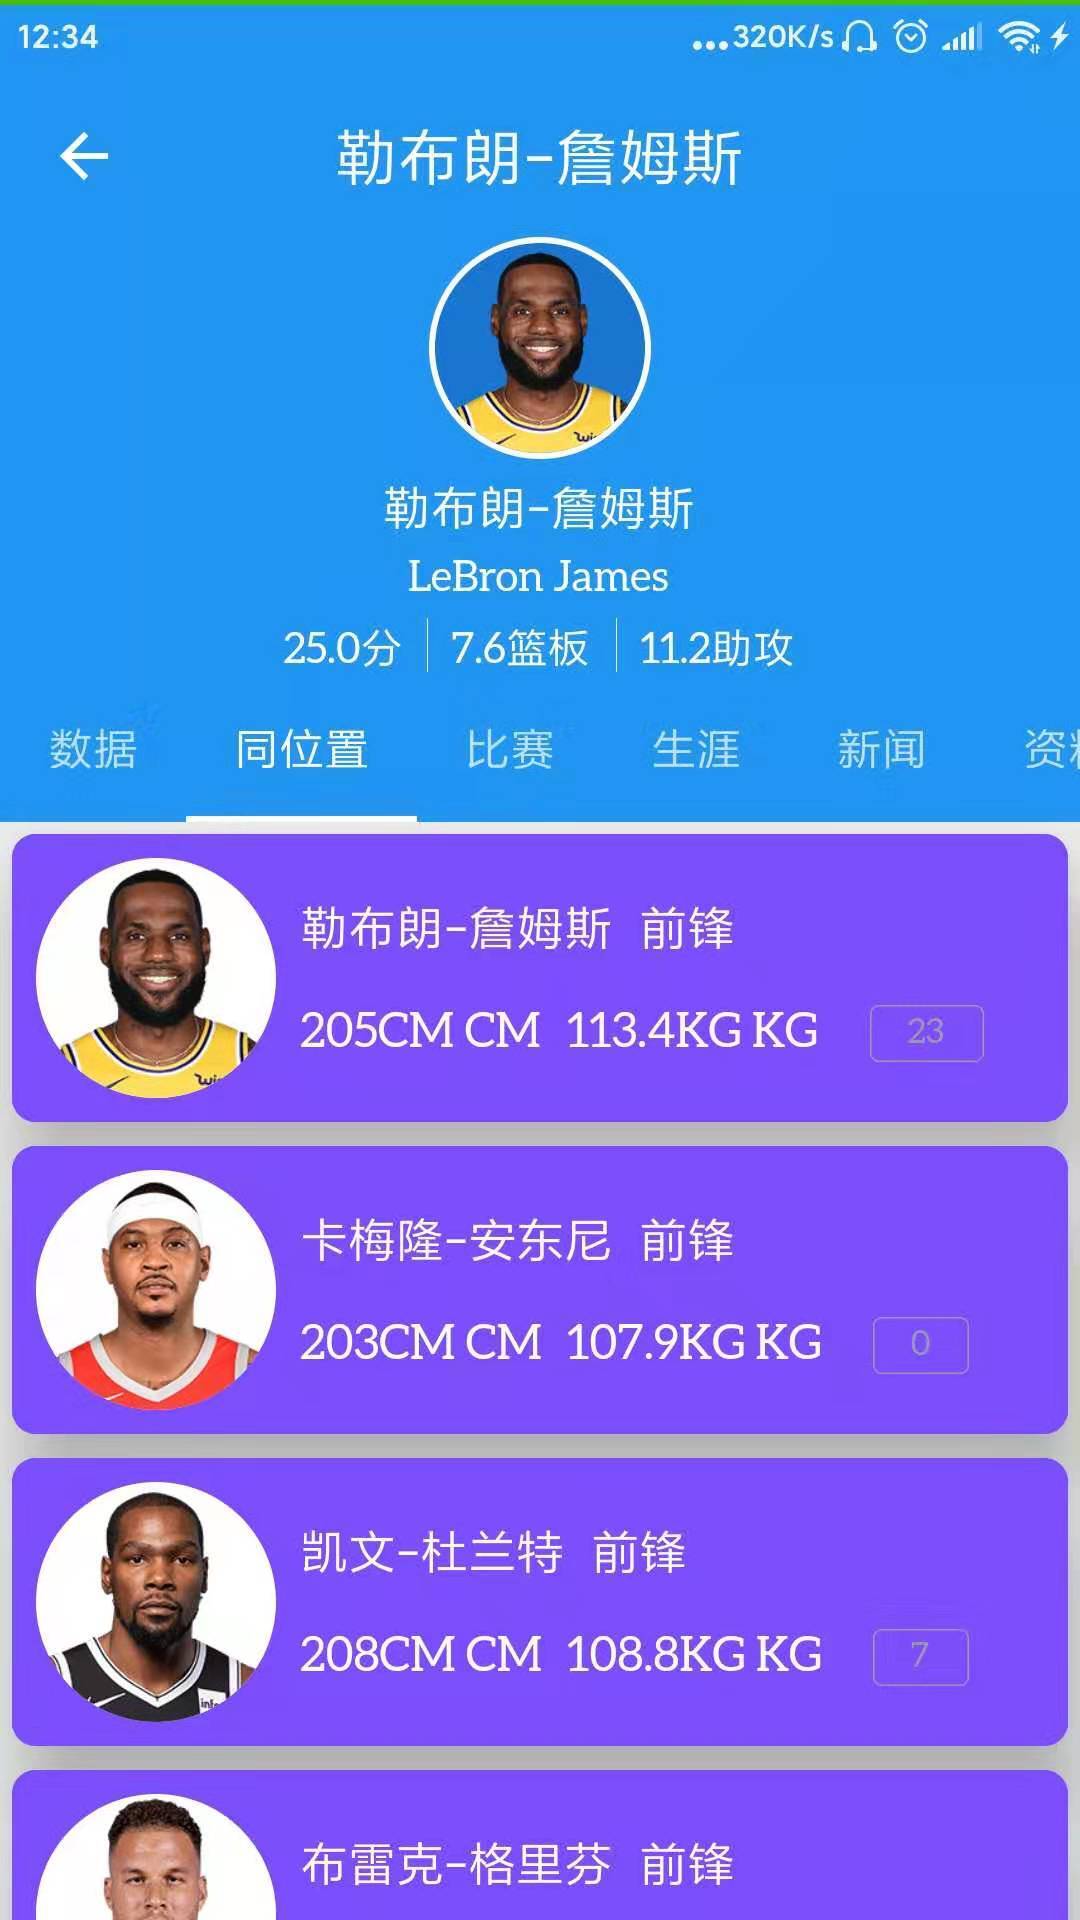 12:34 ...320K/s
勒布朗-詹姆斯
勒布朗-詹姆斯
LeBron James
25.0分 7.6篮板 11.2助攻
数据 同位置 比赛 生涯 新闻 资料
勒布朗-詹姆斯 前锋
205CM CM 113.4KG KG 23
卡梅隆-安东尼 前锋
203CM CM 107.9KG KG 0
凯文-杜兰特 前锋
208CM CM 108.8KG KG 7
布雷克-格里芬 前锋